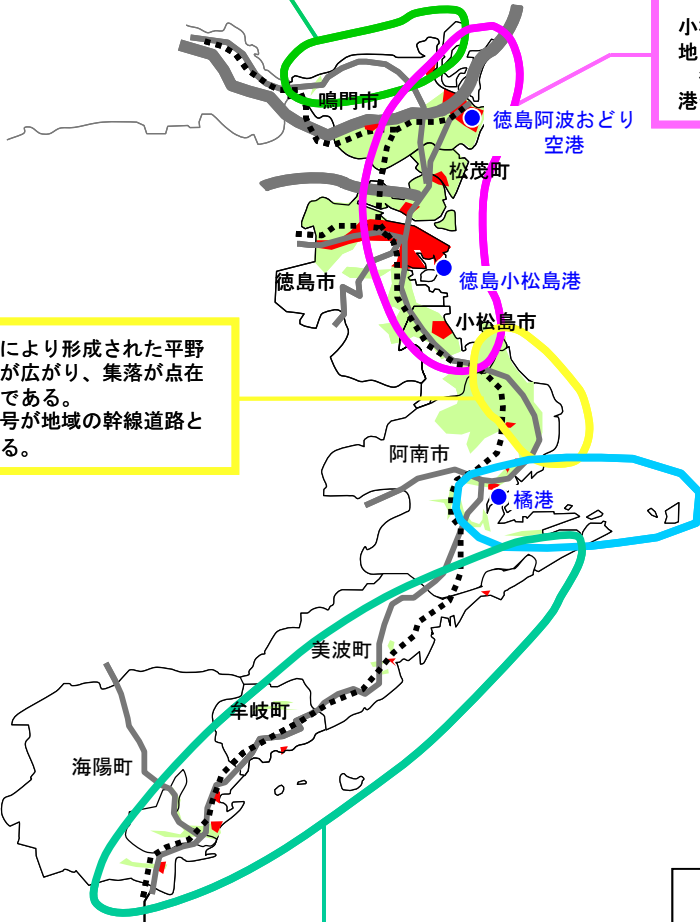 小
地
港
鳴門市
徳島阿波おどり
空港
松茂町
徳島市
徳島小松島港
小松島市
により形成された平野
が広がり、集落が点在
である。
号が地域の幹線道路と
る。
阿南市
橘港
美波町
牟岐町
海陽町